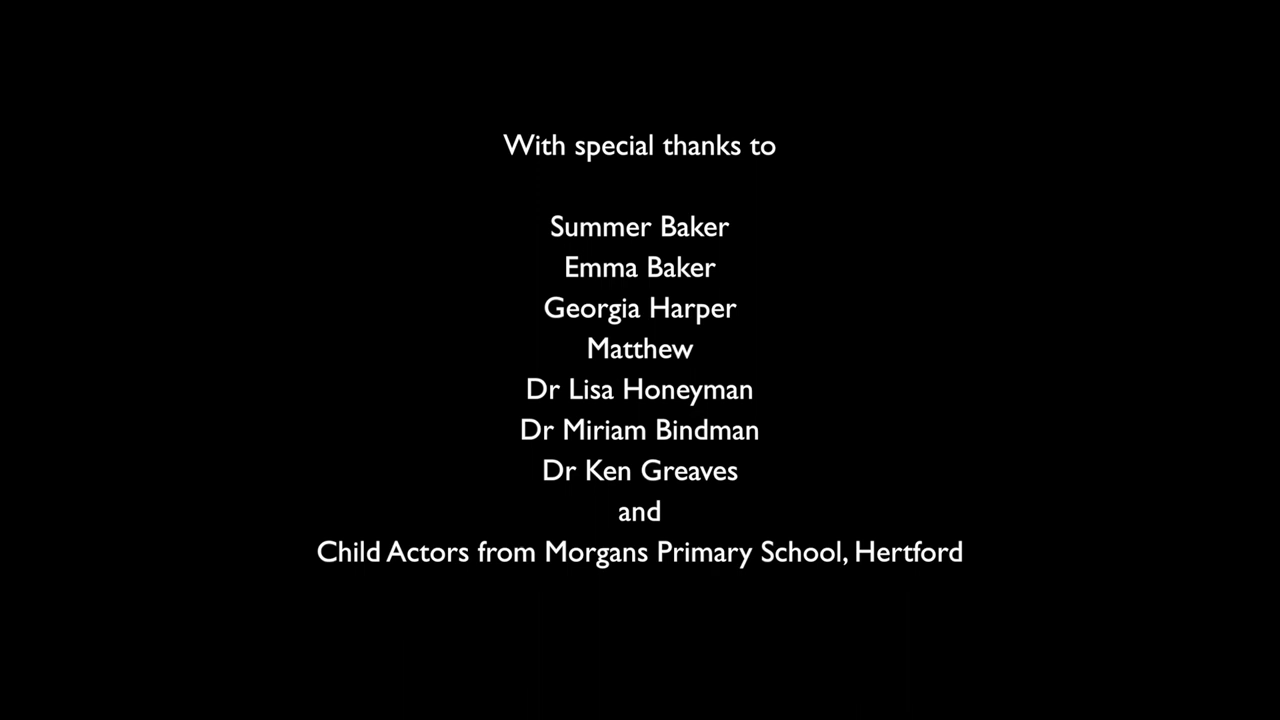 With special thanks to
Summer Baker
Emma Baker
Georgia Harper
Matthew
Dr Lisa Honeyman
Dr Miriam Bindman
Dr Ken Greaves
and
Child Actors from Morgans Primary School, Hertford